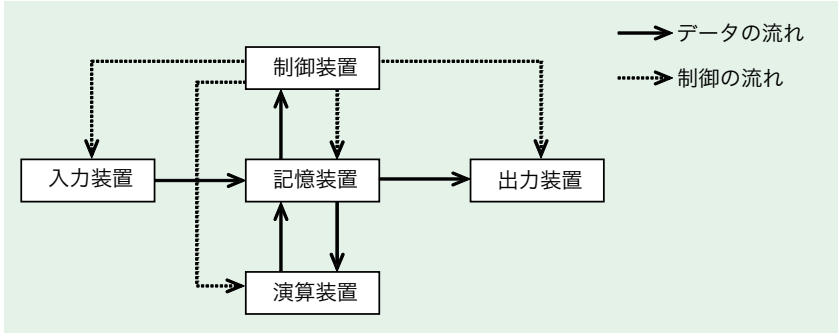 データの流れ
制御装置
制御の流れ
入力装置
記憶装置
出力装置
演算装置